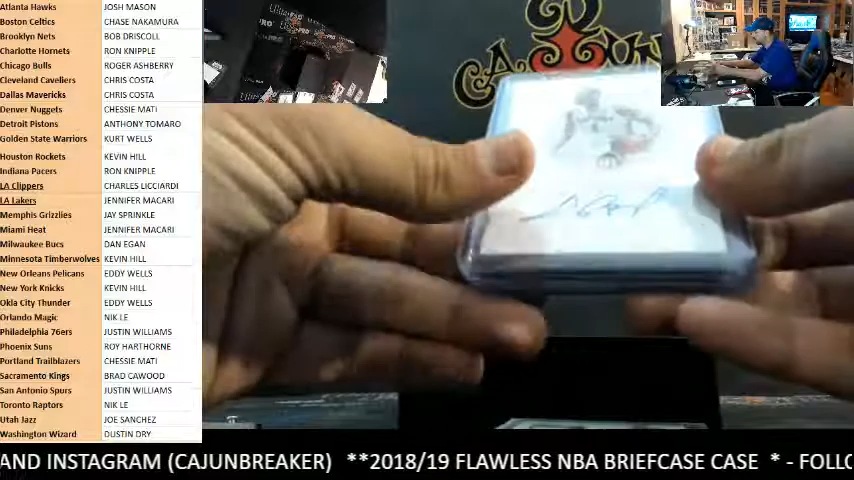 Atlanta Hawks JOSH MASON
Boston Celtics CHASE NAKAMURA
Brooklyn Nets BOB DRISCOLL
Charlotte Hornets RON KNIPPLE
Chicago Bulls ROGER ASHBERRY
Cleveland Cavaliers CHRIS COSTA
Dallas Mavericks CHRIS COSTA
Denver Nuggets CHESSIE MATI
Detroit Pistons ANTHONY TOMARO
Golden State Warriors KURT WELLS
Houston Rockets KEVIN HILL
Indiana Pacers RON KNIPPLE
LA Clippers CHARLES LICCIARDI
LA Lakers JENNIFER MACARI
Memphis Grizzlies JAY SPRINKLE
Miami Heat JENNIFER MACARI
Milwaukee Bucs DAN EGAN
Minnesota Timberwolves KEVIN HILL
New Orleans Pelicans EDDY WELLS
New York Knicks KEVIN HILL
Okla City Thunder EDDY WELLS
Orlando Magic NIK LE
Philadelphia 76ers JUSTIN WILLIAMS
Phoenix Suns ROY HARTHORNE
Portland Trailblazers CHESSIE MATI
Sacramento Kings BRAD CAWOOD
San Antonio Spurs JUSTIN WILLIAMS
Toronto Raptors NIK LE
Utah Jazz JOE SANCHEZ
Washington Wizard DUSTIN DRY
CAJUN
AND INSTAGRAM (CAJUNBREAKER) **2018/19 FLAWLESS NBA BRIEFCASE CASE * - FOLLO